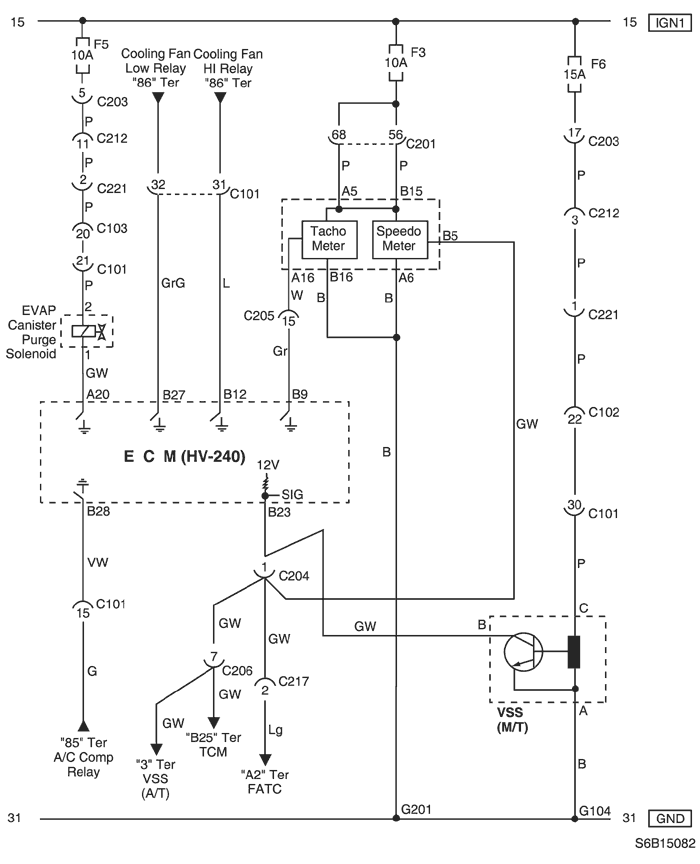 15
15
IGN1
F5
10A
Cooling Fan
Low Relay
"86" Ter
Cooling Fan
HI Relay
"86" Ter
F3
10A
F6
15A
5
C203
P
11
C212
P
2
C221
P
20
C103
21
C101
P
2
EVAP
Canister
Purge
Solenoid
1
GW
A20
32
31
C101
GrG
L
B27
B12
68
56
C201
P
P
A5
B15
Tacho
Meter
Speedo
Meter
B5
A16
B16
A6
W
B
B
C205
15
Gr
B9
17
C203
P
3
C212
P
1
C221
P
22
C102
30
C101
P
GW
B
E C M (HV-240)
12V
SIG
B28
B23
VW
C101
15
G
"85" Ter
A/C Comp
Relay
1
C204
GW
GW
GW
7
C206
C217
2
GW
GW
Lg
"3" Ter
VSS
(A/T)
"B25" Ter
TCM
"A2" Ter
FATC
B
C
A
VSS
(M/T)
B
31
G201
G104
31
GND
S6B15082